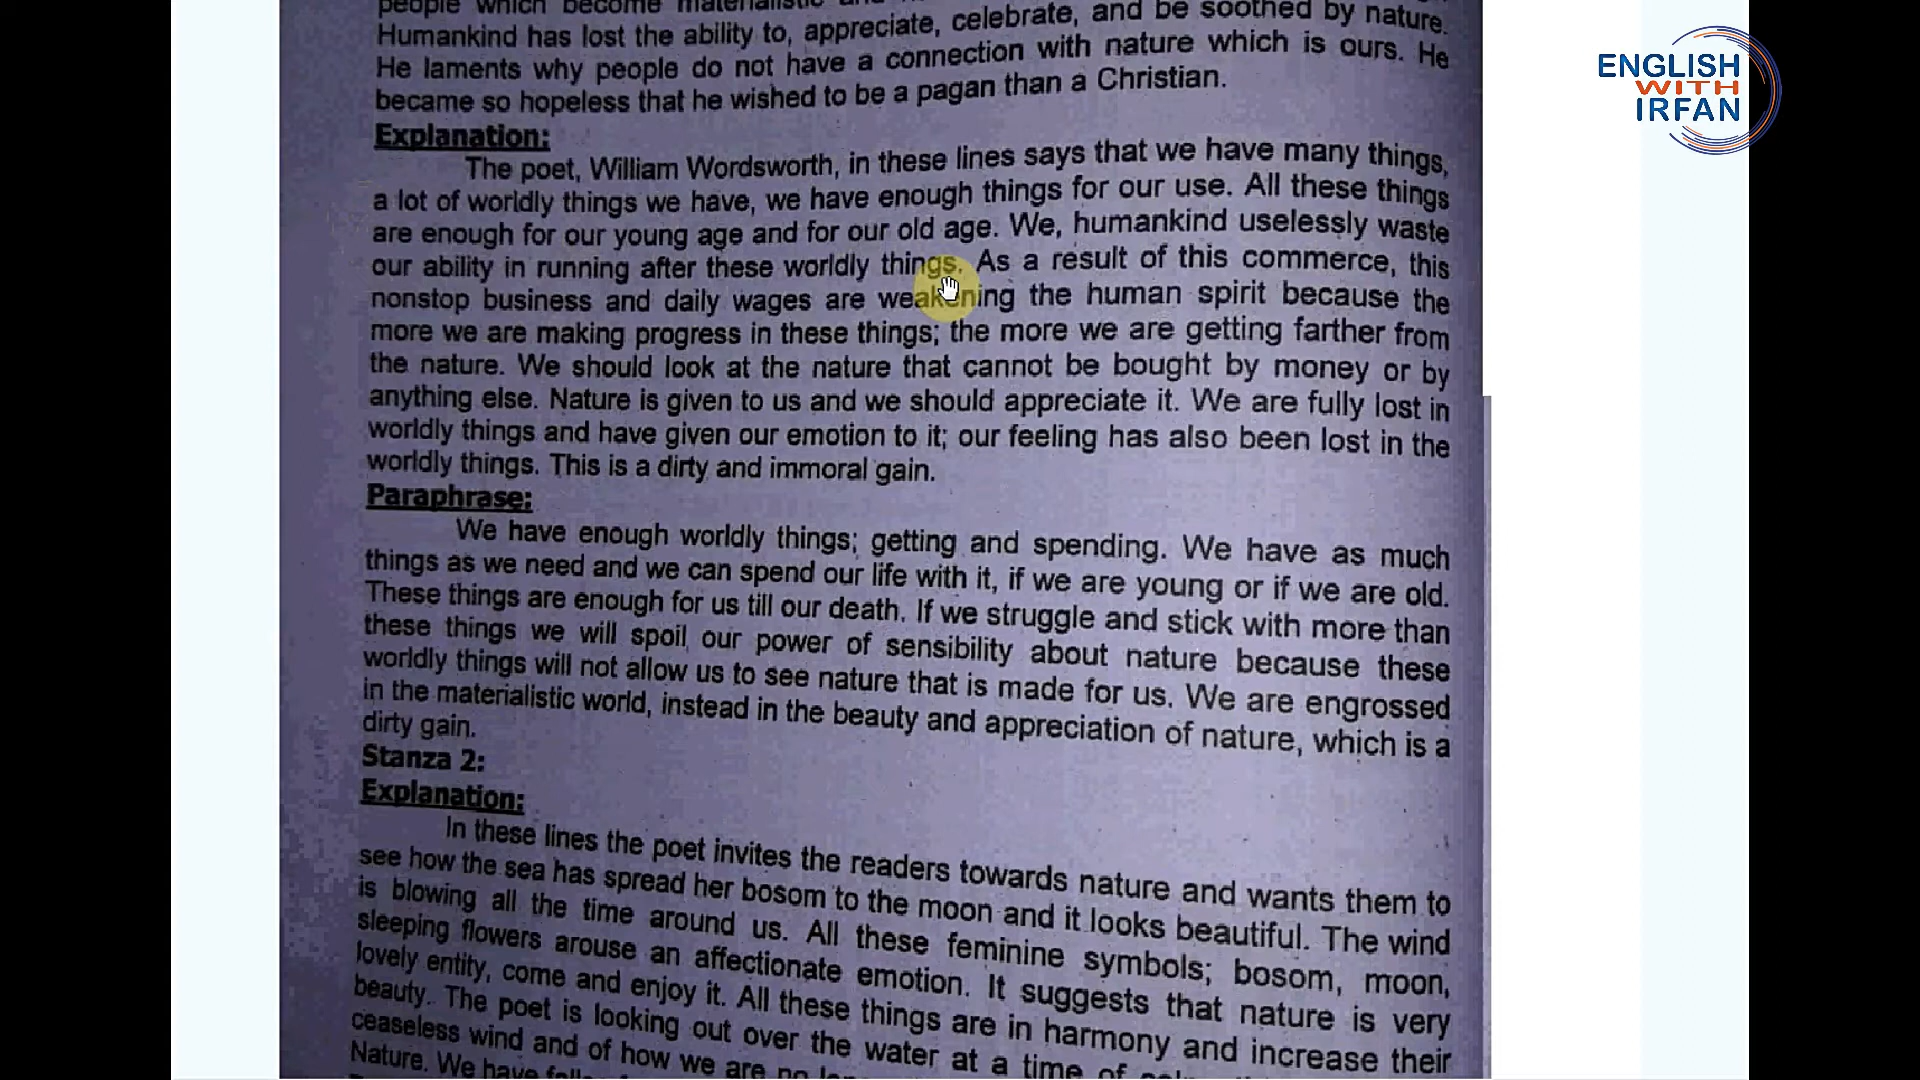 people which become materialistic
Humankind has lost the ability to, appreciate, celebrate, and be soothed by nature.
He laments why people do not have a connection with nature which is ours. He
became so hopeless that he wished to be a pagan than a Christian.
Explanation:
The poet, William Wordsworth, in these lines says that we have many things,
a lot of worldly things we have, we have enough things for our use. All these things
are enough for our young age and for our old age. We, humankind uselessly waste
our ability in running after these worldly things. As a result of this commerce, this
nonstop business and daily wages are weakening the human spirit because the
more we are making progress in these things; the more we are getting farther from
the nature. We should look at the nature that cannot be bought by money or by
anything else. Nature is given to us and we should appreciate it. We are fully lost in
worldly things and have given our emotion to it; our feeling has also been lost in the
worldly things. This is a dirty and immoral gain.
Paraphrase:
We have enough worldly things; getting and spending. We have as much
things as we need and we can spend our life with it, if we are young or if we are old.
These things are enough for us till our death. If we struggle and stick with more than
these things we will spoil our power of sensibility about nature because these
worldly things will not allow us to see nature that is made for us. We are engrossed
in the materialistic world, instead in the beauty and appreciation of nature, which is a
dirty gain.
Stanza 2:
Explanation:
In these lines the poet invites the readers towards nature and wants them to
see how the sea has spread her bosom to the moon and it looks beautiful. The wind
is blowing all the time around us. All these feminine symbols; bosom, moon,
sleeping flowers arouse an affectionate emotion. It suggests that nature is very
lovely entity, come and enjoy it. All these things are in harmony and increase their
beauty. The poet is looking out over the water at a time of
ceaseless wind and of how we are no
Nature. We have
ENGLISH
WITH
IRFAN